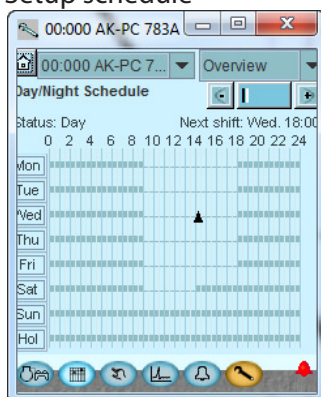 Setup schedule
00:000 AK-PC 783A
00:000 AK-PC 7... Overview
Day/Night Schedule
Status: Day Next shift: Wed. 18:00
0 2 4 6 8 10 12 14 16 18 20 22 24
Mon
Tue
Wed
Thu
Fri
Sat
Sun
Hol